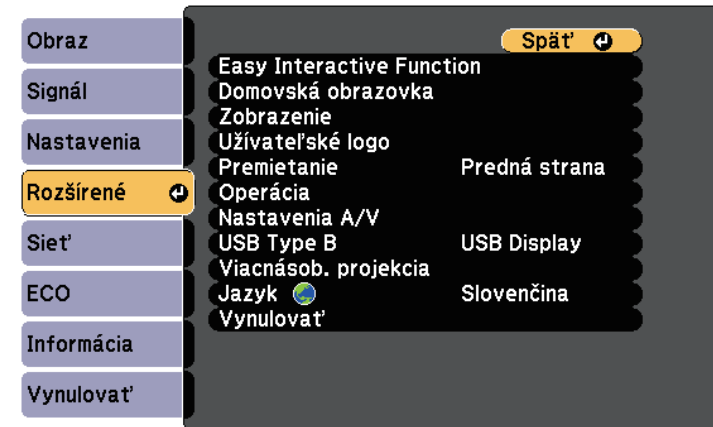 Obraz
Signál
Nastavenia
Rozšírené
Sieť
ECO
Informácia
Vynulovať
Späť
Easy Interactive Function
Domovská obrazovka
Zobrazenie
Užívateľské logo
Premietanie Predná strana
Operácia
Nastavenia A/V
USB Type B USB Display
Viacnásob. projekcia
Jazyk Slovenčina
Vynulovať